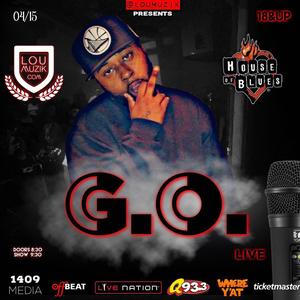 04/15
@LOUMUZIK
PRESENTS
18&UP
LOU
MUZIK
.COM
HOUSE
OF
BLUES
G.O.
LIVE
DOORS 8:30
SHOW 9:30
1409
MEDIA
offBEAT
LIVE NATION
Q93.3
WHERE
Y'AT
ticketmaster